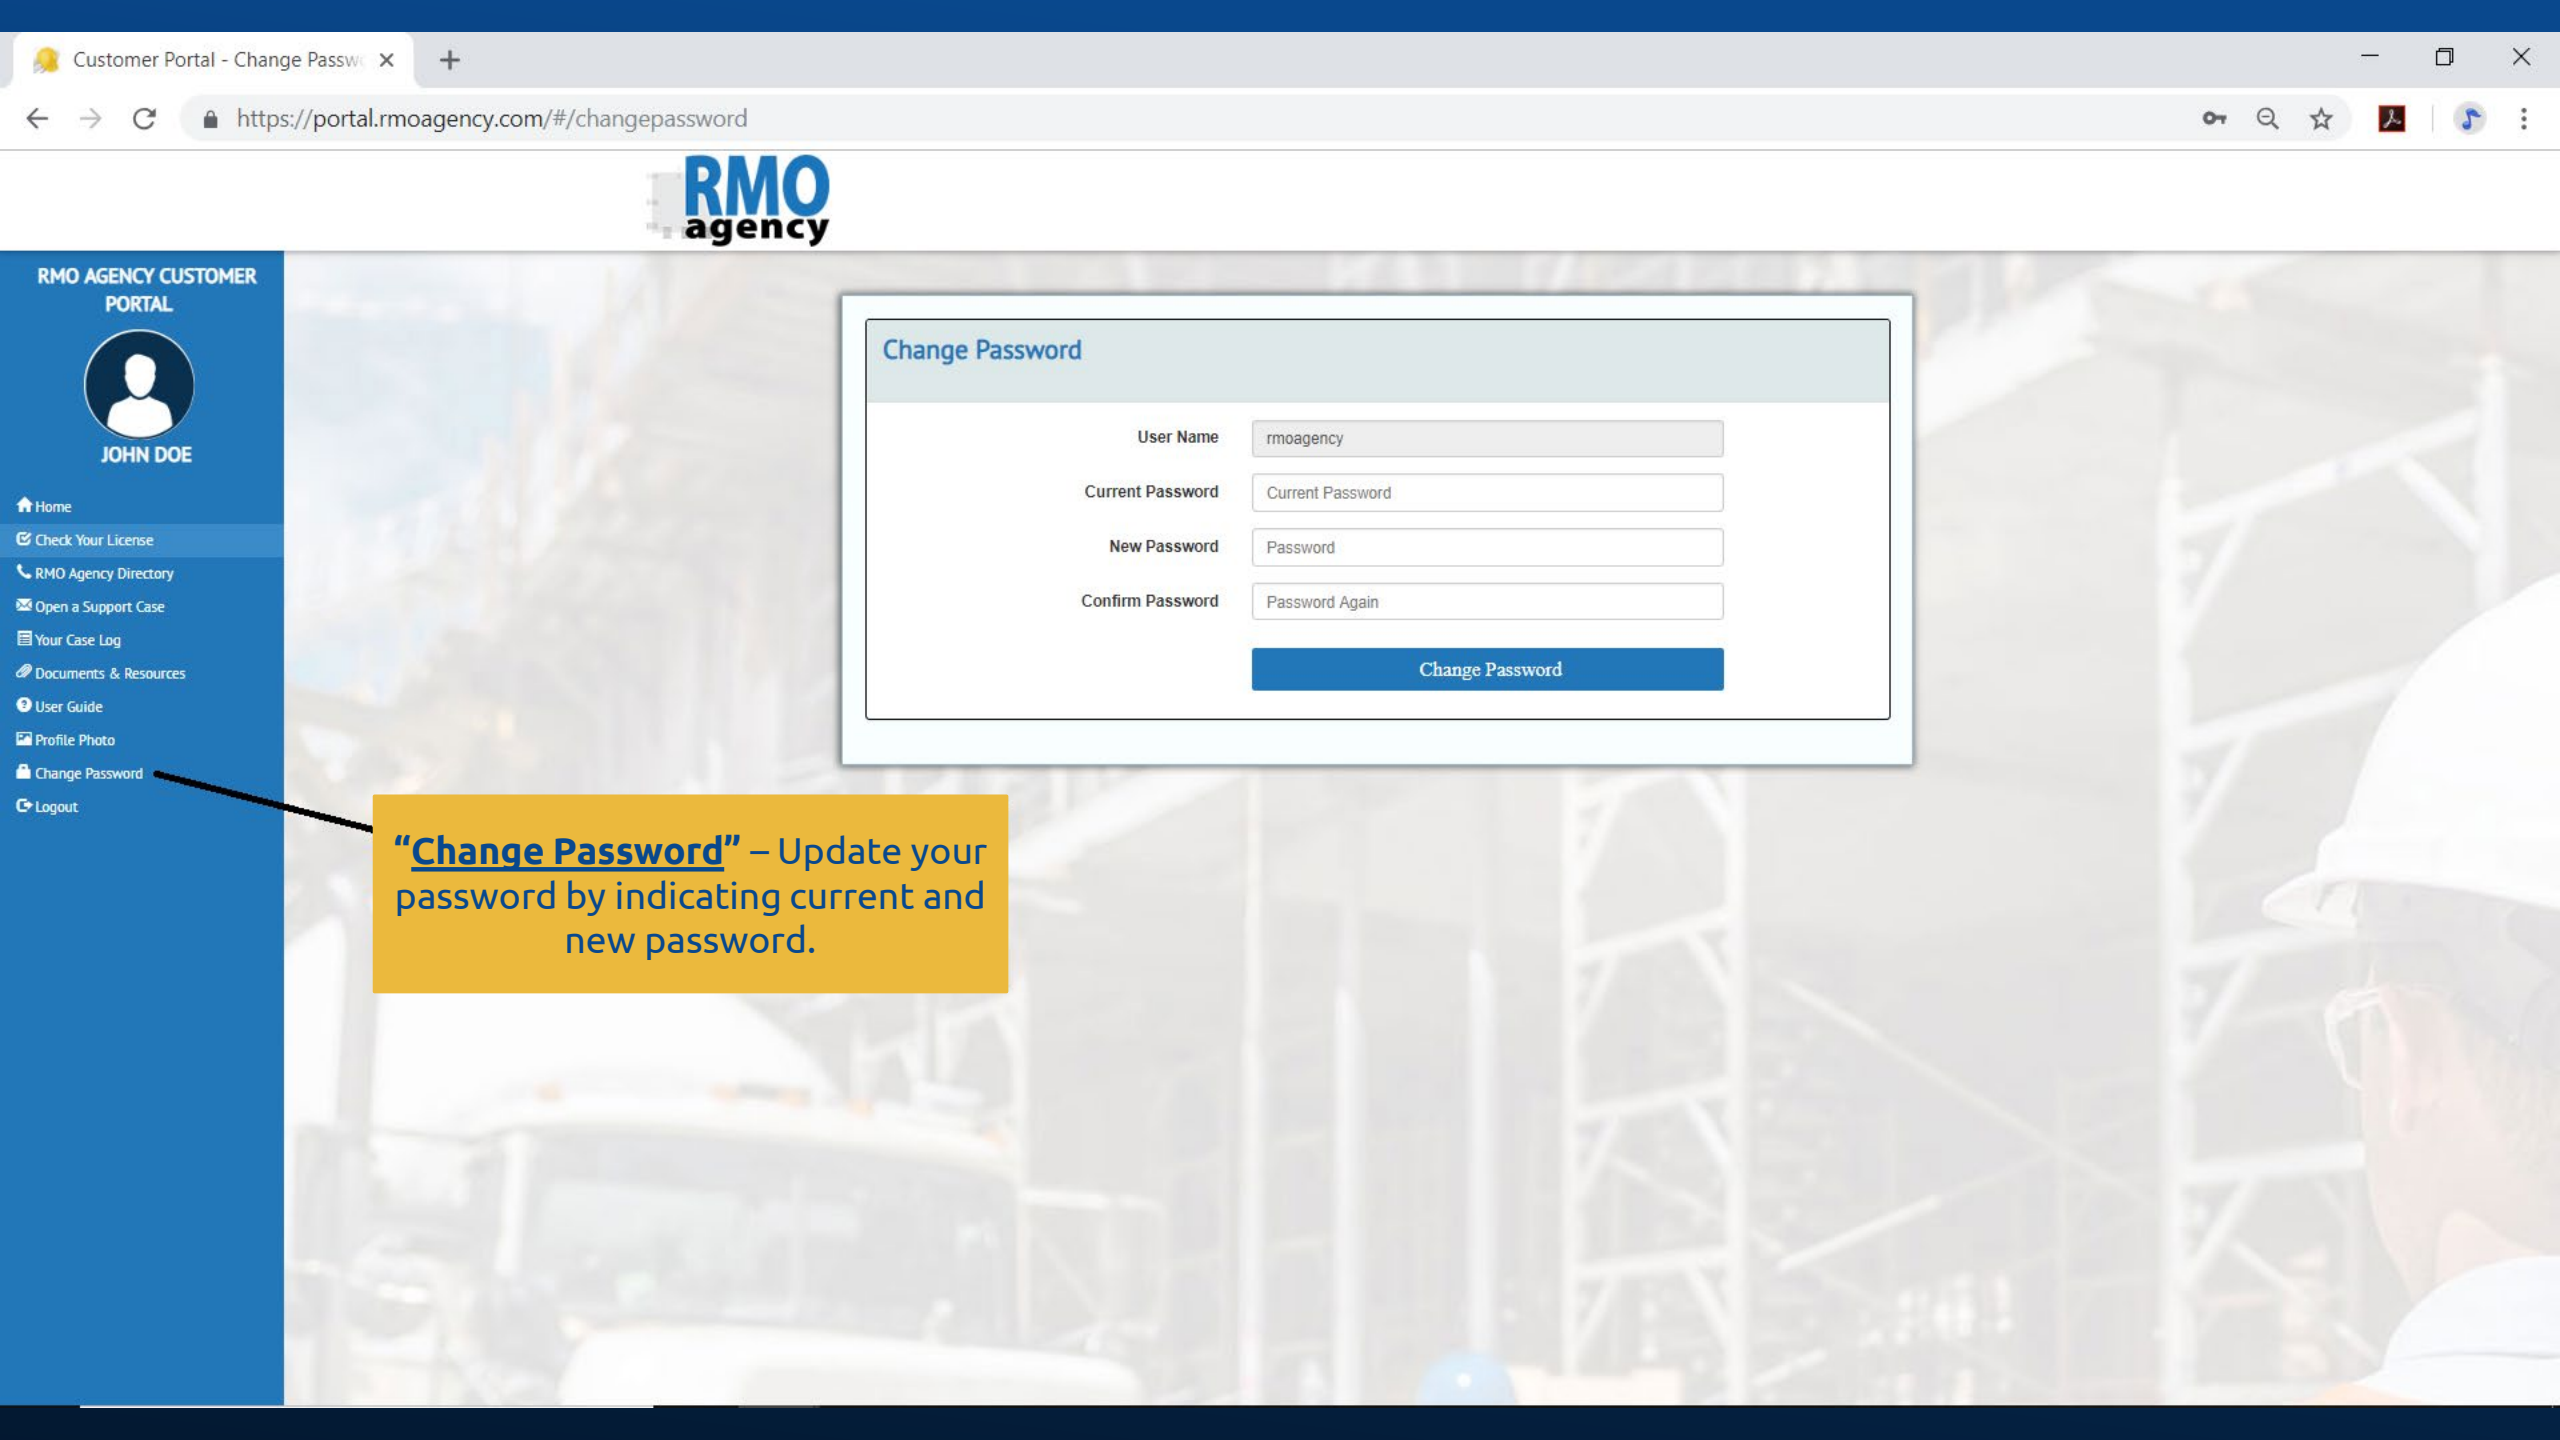 Customer Portal - Change Passw
https://portal.rmoagency.com/#/changepassword
RMO
agency
RMO AGENCY CUSTOMER
PORTAL
JOHN DOE
Home
Check Your License
RMO Agency Directory
Open a Support Case
Your Case Log
Documents & Resources
User Guide
Profile Photo
Change Password
Logout
Change Password
User Name rmoagency
Current Password Current Password
New Password Password
Confirm Password Password Again
Change Password
“Change Password” – Update your
password by indicating current and
new password.